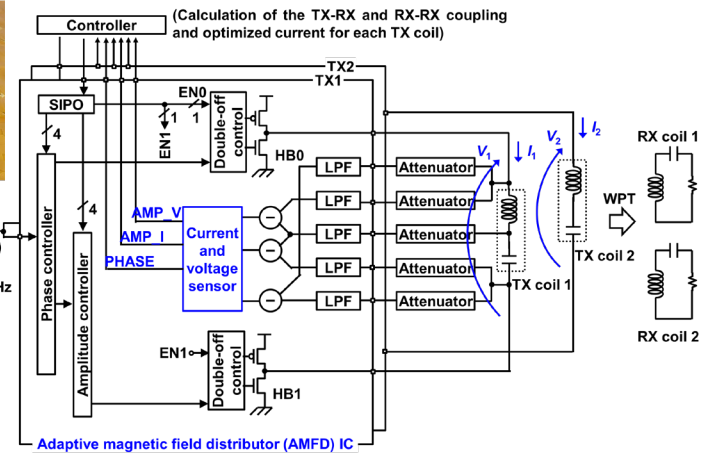 Controller
(Calculation of the TX-RX and RX-RX coupling
and optimized current for each TX coil)
TX2
TX1
SIPO
EN0
4
1
1
EN1
Double-off
control
HB0
V1
I1
V2
I2
RX coil 1
LPF
Attenuator
LPF
Attenuator
LPF
Attenuator
LPF
Attenuator
LPF
Attenuator
WPT
4
AMP_V
AMP_I
PHASE
Current
and
voltage
sensor
TX coil 2
TX coil 1
Hz
Phase controller
Amplitude controller
RX coil 2
EN1
Double-off
control
HB1
Adaptive magnetic field distributor (AMFD) IC